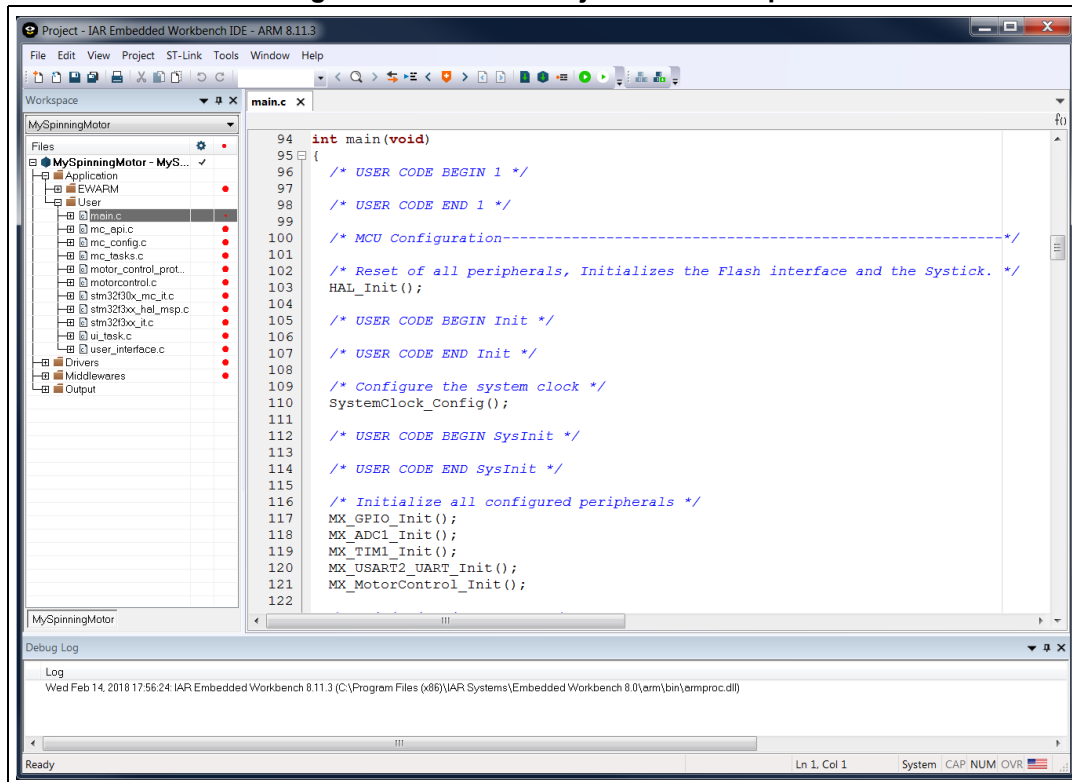 Project - IAR Embedded Workbench IDE - ARM 8.11.3
File Edit View Project ST-Link Tools Window Help
Workspace
main.c
MySpinningMotor
f()
Files
MySpinningMotor - MyS...
Application
EWARM
User
main.c
mc_api.c
mc_config.c
mc_tasks.c
motor_control_prot...
motorcontrol.c
stm32f30x_mc_it.c
stm32f3xx_hal_msp.c
stm32f3xx_it.c
ui_task.c
user_interface.c
Drivers
Middlewares
Output
MySpinningMotor
94 int main(void)
95 {
96 /* USER CODE BEGIN 1 */
97
98 /* USER CODE END 1 */
99
100 /* MCU Configuration----------------------------------------------------------*/
101
102 /* Reset of all peripherals, Initializes the Flash interface and the Systick. */
103 HAL_Init();
104
105 /* USER CODE BEGIN Init */
106
107 /* USER CODE END Init */
108
109 /* Configure the system clock */
110 SystemClock_Config();
111
112 /* USER CODE BEGIN SysInit */
113
114 /* USER CODE END SysInit */
115
116 /* Initialize all configured peripherals */
117 MX_GPIO_Init();
118 MX_ADC1_Init();
119 MX_TIM1_Init();
120 MX_USART2_UART_Init();
121 MX_MotorControl_Init();
122
Debug Log
Log
Wed Feb 14, 2018 17:56:24: IAR Embedded Workbench 8.11.3 (C:\Program Files (x86)\IAR Systems\Embedded Workbench 8.0\arm\bin\armproc.dll)
Ready
Ln 1, Col 1
System
CAP NUM OVR